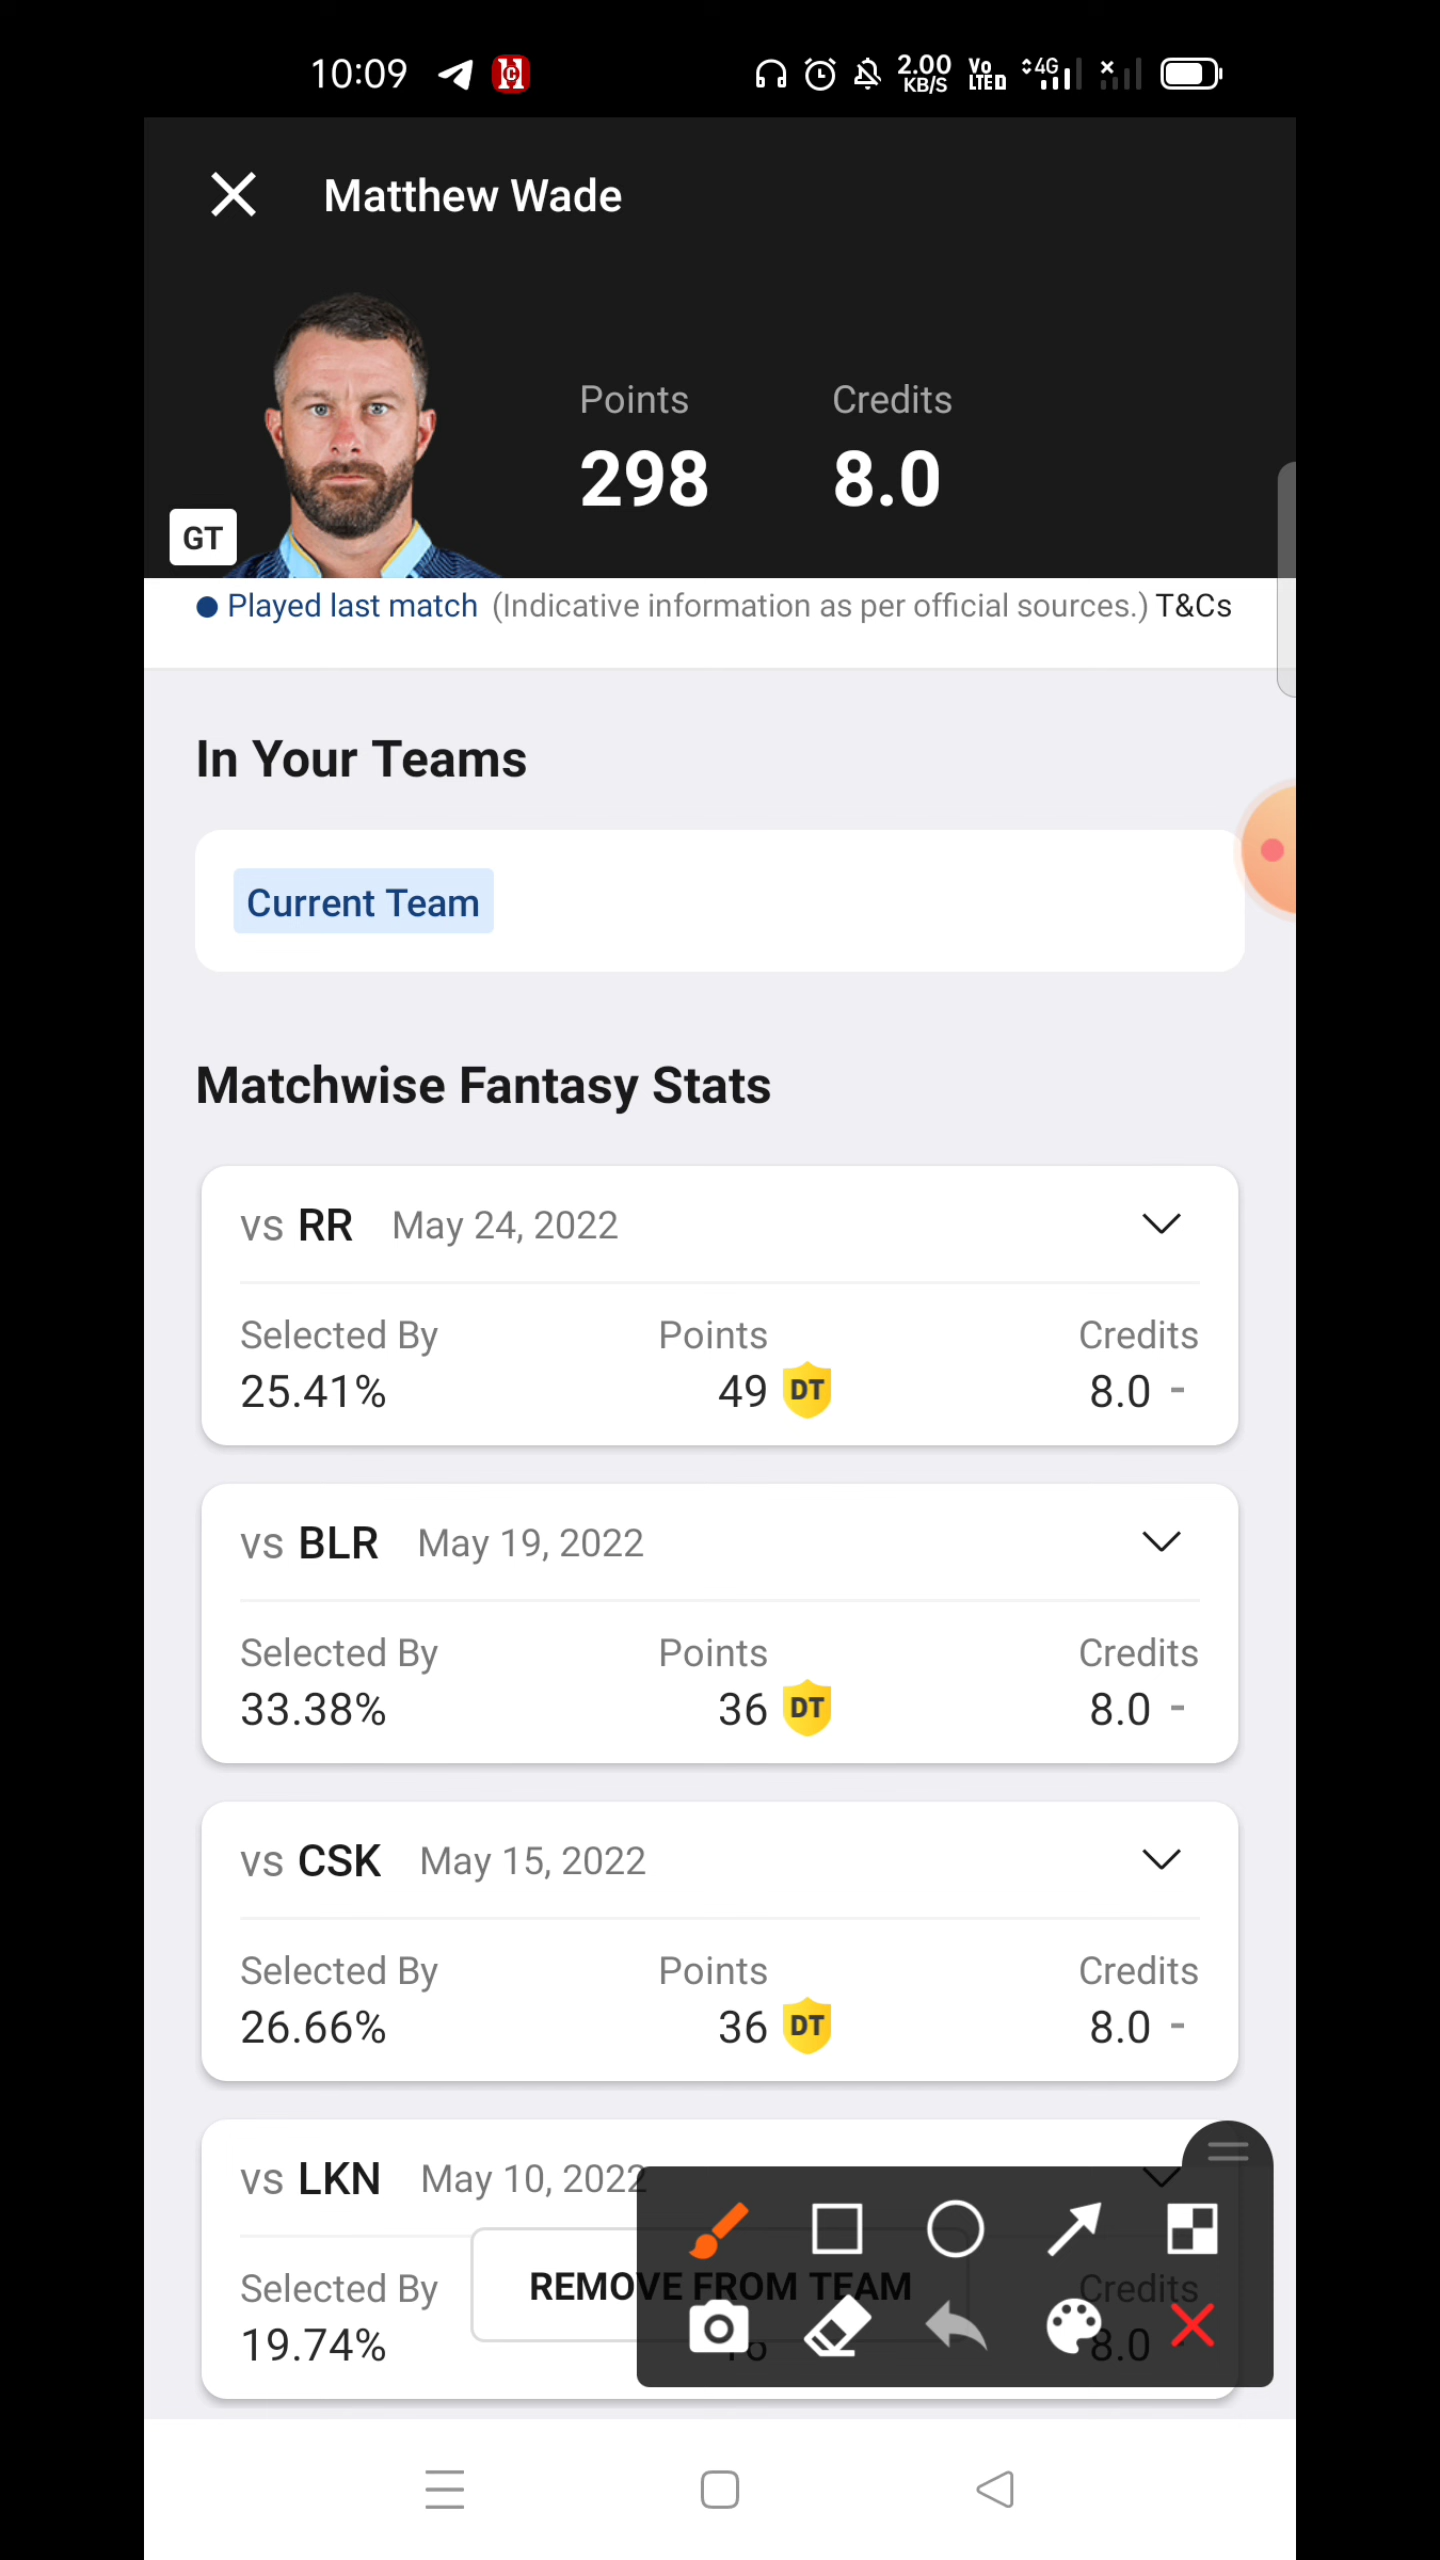 10:09
2.00 KB/S
Vo LTED
4G
Matthew Wade
Points Credits
298 8.0
GT
Played last match (Indicative information as per official sources.) T&Cs
In Your Teams
Current Team
Matchwise Fantasy Stats
vs RR May 24, 2022
Selected By Points Credits
25.41% 49 DT 8.0 -
vs BLR May 19, 2022
Selected By Points Credits
33.38% 36 DT 8.0 -
vs CSK May 15, 2022
Selected By Points Credits
26.66% 36 DT 8.0 -
vs LKN May 10, 2022
Selected By Credits
REMOVE FROM TEAM
19.74% 8.0